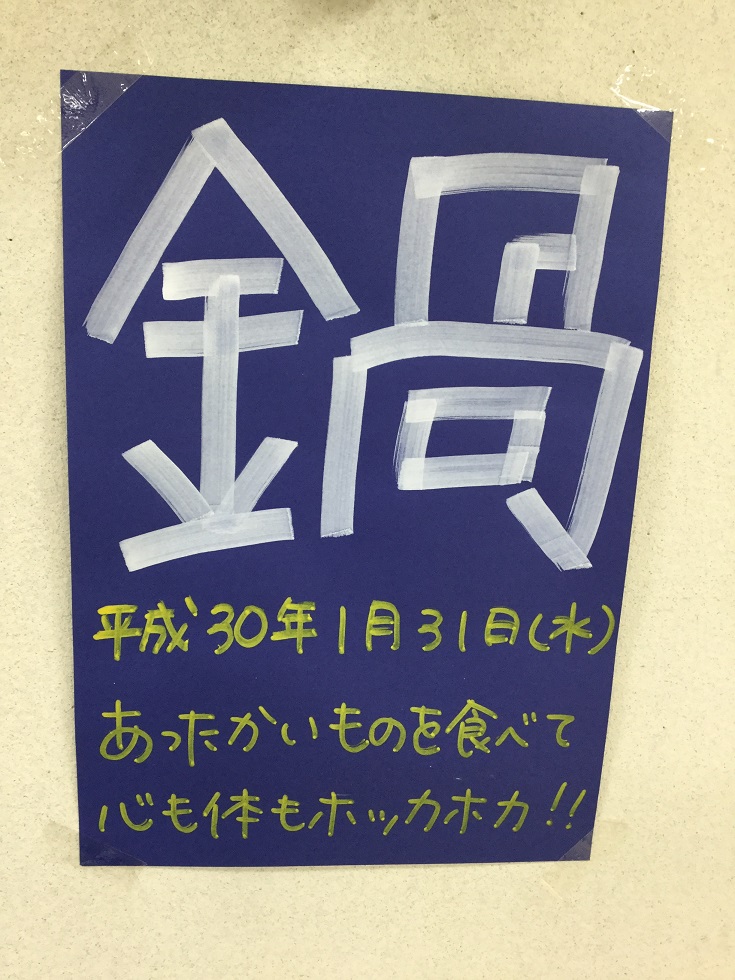 鍋
平成30年1月31日(水)
あったかいものを食べて
心も体もホッカホカ!!